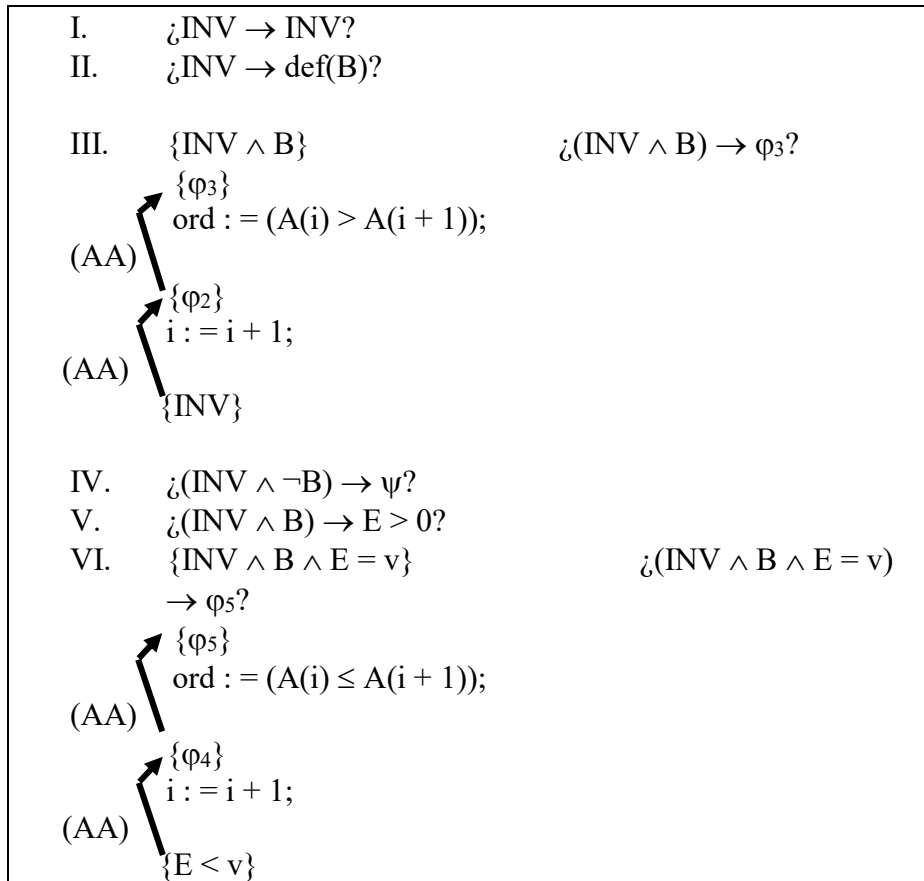 I. ¿INV → INV?
II. ¿INV → def(B)?
III. {INV ∧ B} ¿(INV ∧ B) → φ₃?
{φ₃}
ord : = (A(i) > A(i + 1));
(AA)
{φ₂}
i : = i + 1;
(AA)
{INV}
IV. ¿(INV ∧ ¬B) → ψ?
V. ¿(INV ∧ B) → E > 0?
VI. {INV ∧ B ∧ E = v} ¿(INV ∧ B ∧ E = v)
→ φ₅?
{φ₅}
ord : = (A(i) ≤ A(i + 1));
(AA)
{φ₄}
i : = i + 1;
(AA)
{E < v}